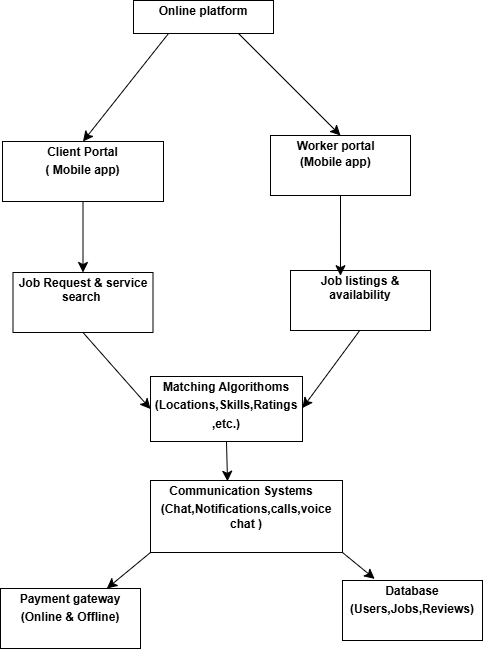 Online platform
Client Portal
( Mobile app)
Worker portal
(Mobile app)
Job Request & service
search
Job listings &
availability
Matching Algorithoms
(Locations,Skills,Ratings
,etc.)
Communication Systems
(Chat,Notifications,calls,voice
chat )
Payment gateway
(Online & Offline)
Database
(Users,Jobs,Reviews)